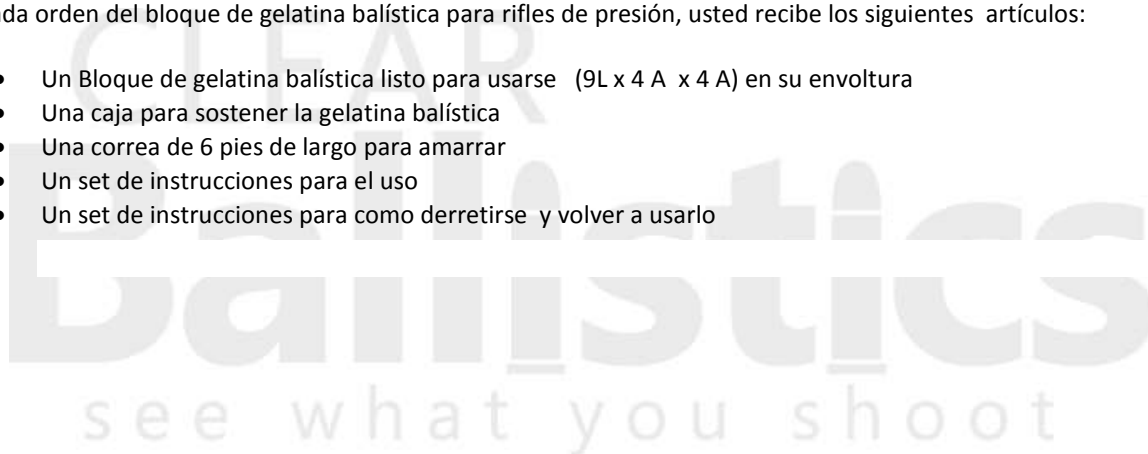 orden del bloque de gelatina balística para rifles de presión, usted recibe los siguientes artículos:
• Un Bloque de gelatina balística listo para usarse (9L x 4 A x 4 A) en su envoltura
• Una caja para sostener la gelatina balística
• Una correa de 6 pies de largo para amarrar
• Un set de instrucciones para el uso
• Un set de instrucciones para como derretirse y volver a usarlo
CLEAR
Ballistics
see what you shoot